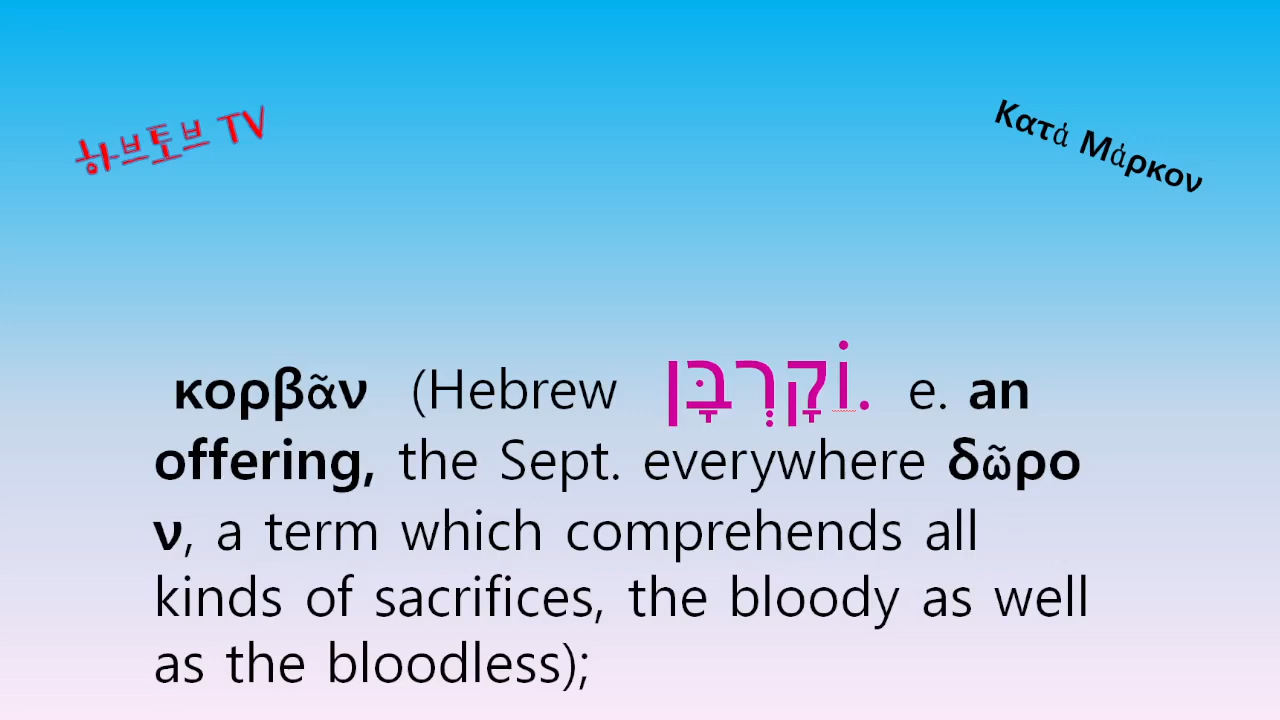 하브토브 TV
Κατά Μάρκον
κορβᾶν (Hebrew וֹקָרְבָּן. e. an
offering, the Sept. everywhere δῶρο
ν, a term which comprehends all
kinds of sacrifices, the bloody as well
as the bloodless);